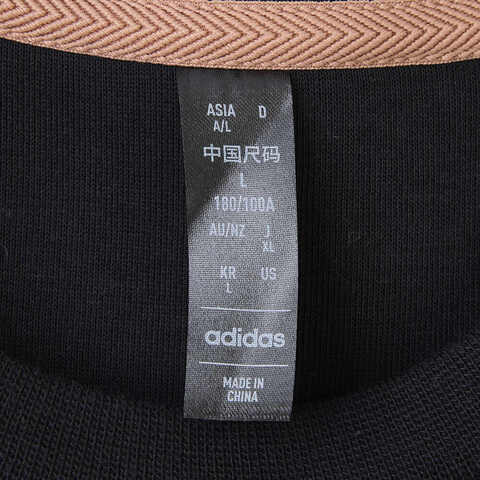 ASIA D
A/L
中国尺码
L
180/100A
AU/NZ J
XL
KR US
L
adidas
MADE IN
CHINA